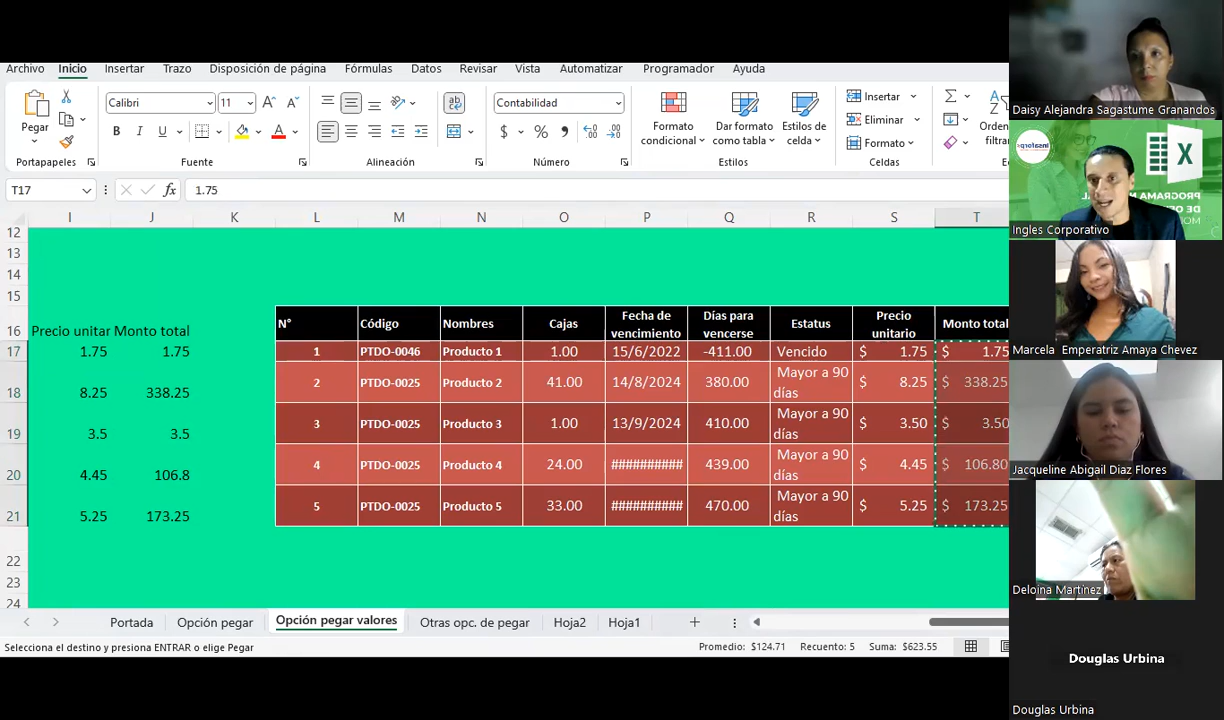 Archivo Inicio Insertar Trazo Disposición de página Fórmulas Datos Revisar Vista Automatizar Programador Ayuda
Pegar
Calibri 11
Contabilidad
Formato condicional
Dar formato como tabla
Estilos de celda
Insertar
Eliminar
Formato
Orden
filtrar
Portapapeles Fuente Alineación Número Estilos Celdas
T17 fx 1.75
I J K L M N O P Q R S T
12
13
14
15
16 Precio unitar Monto total N° Código Nombres Cajas Fecha de vencimiento Días para vencerse Estatus Precio unitario Monto total
17 1.75 1.75 1 PTDO-0046 Producto 1 1.00 15/6/2022 -411.00 Vencido $ 1.75 $ 1.75
18 8.25 338.25 2 PTDO-0025 Producto 2 41.00 14/8/2024 380.00 Mayor a 90 días $ 8.25 $ 338.25
19 3.5 3.5 3 PTDO-0025 Producto 3 1.00 13/9/2024 410.00 Mayor a 90 días $ 3.50 $ 3.50
20 4.45 106.8 4 PTDO-0025 Producto 4 24.00 ########## 439.00 Mayor a 90 días $ 4.45 $ 106.80
21 5.25 173.25 5 PTDO-0025 Producto 5 33.00 ########## 470.00 Mayor a 90 días $ 5.25 $ 173.25
22
23
24
Portada Opción pegar Opción pegar valores Otras opc. de pegar Hoja2 Hoja1
Selecciona el destino y presiona ENTRAR o elige Pegar Promedio: $124.71 Recuento: 5 Suma: $623.55
Daisy Alejandra Sagastume Granandos
PROGRAMA N
DE
Ingles Corporativo
Marcela Emperatriz Amaya Chevez
Jacqueline Abigail Diaz Flores
Deloina Martinez
Douglas Urbina
Douglas Urbina